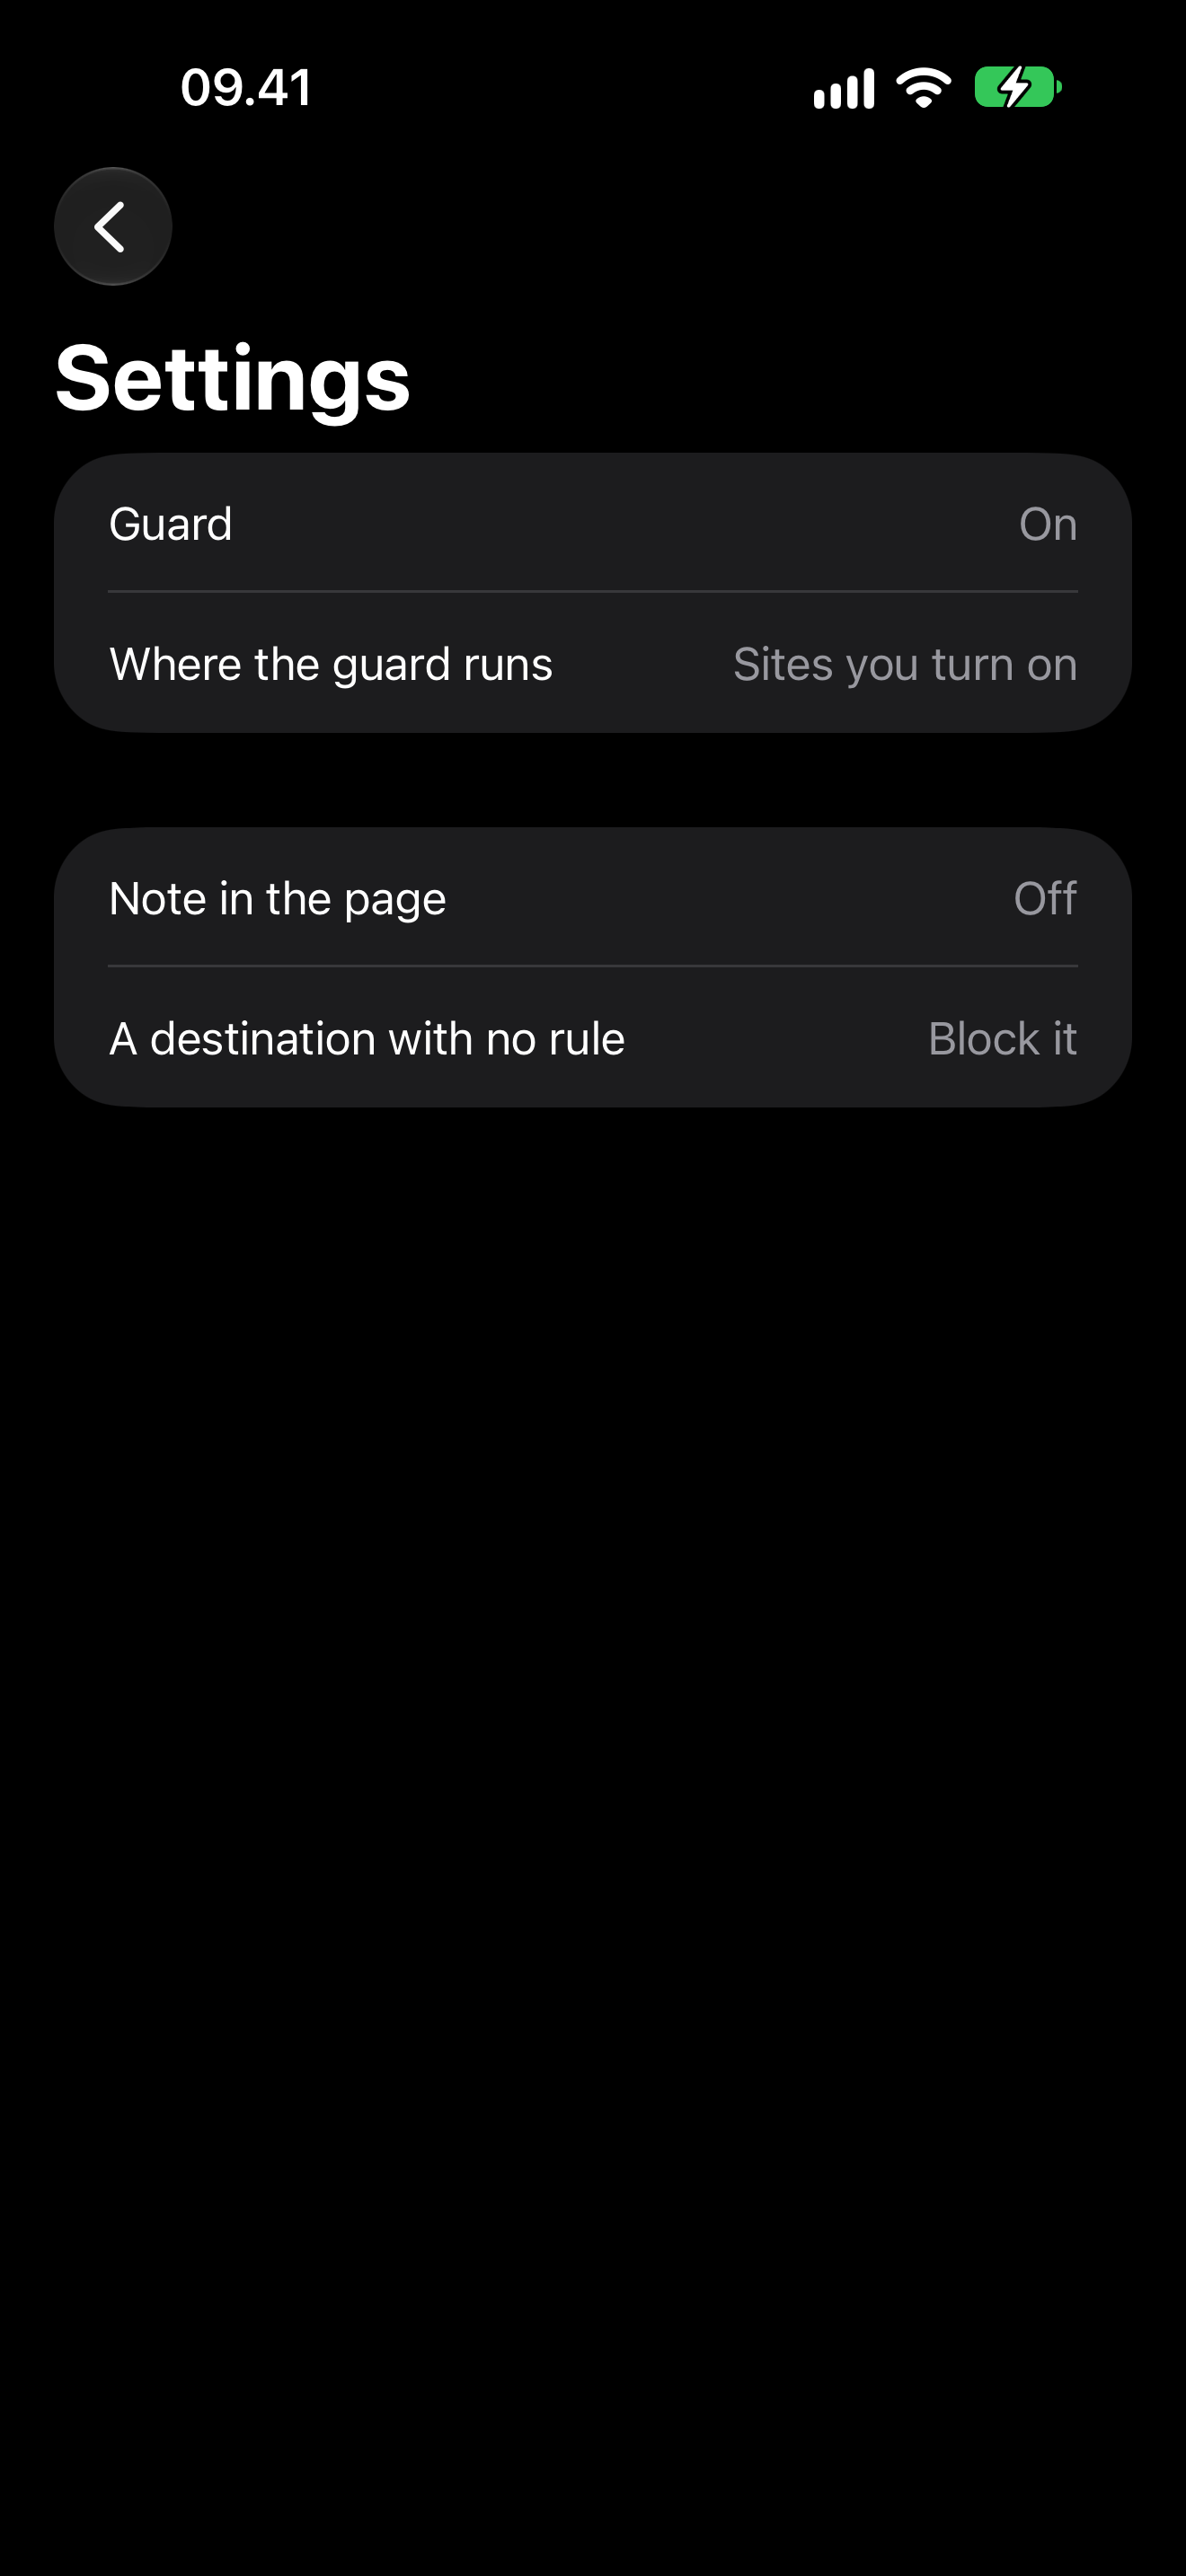 09.41
Settings
Guard On
Where the guard runs Sites you turn on
Note in the page Off
A destination with no rule Block it